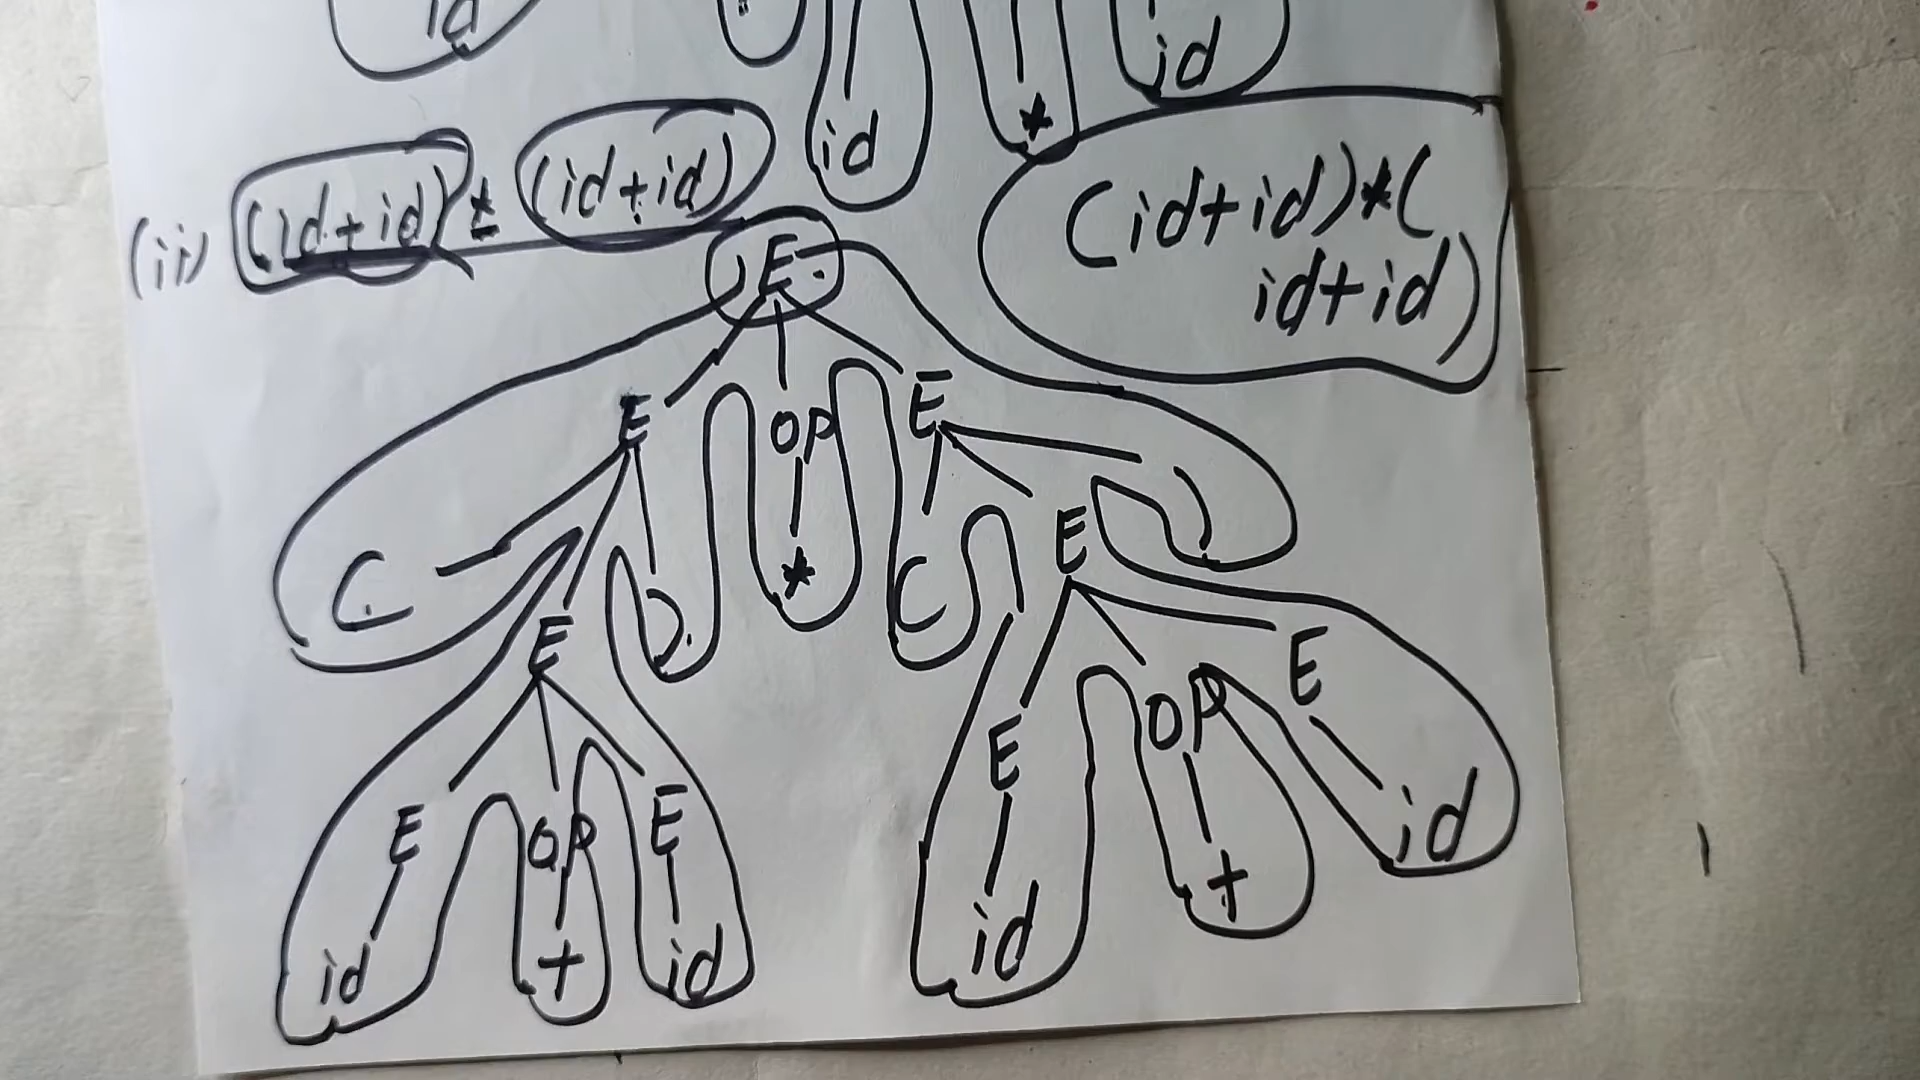 id
id
id
*
(ii) (id+id) * (id+id)
(id+id)*(
id+id)
E
E OP E
( E ) * ( E )
E OP E
E OP E
id + id
id + id